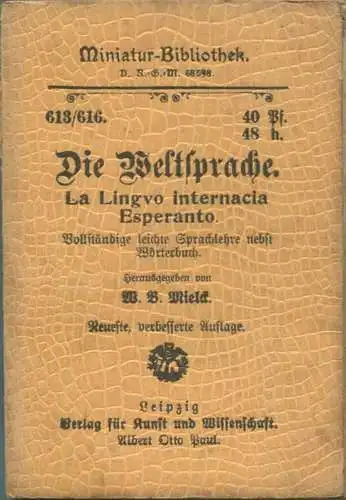 Miniatur-Bibliothek.
D. R.-G.-M. 68698.
613/616. 40 Pf.
48 h.
Die Weltsprache.
La Lingvo internacia
Esperanto.
Vollständige leichte Sprachlehre nebst
Wörterbuch.
Herausgegeben von
W. B. Mielck.
Neueste, verbesserte Auflage.
Leipzig
Verlag für Kunst und Wissenschaft.
Albert Otto Paul.